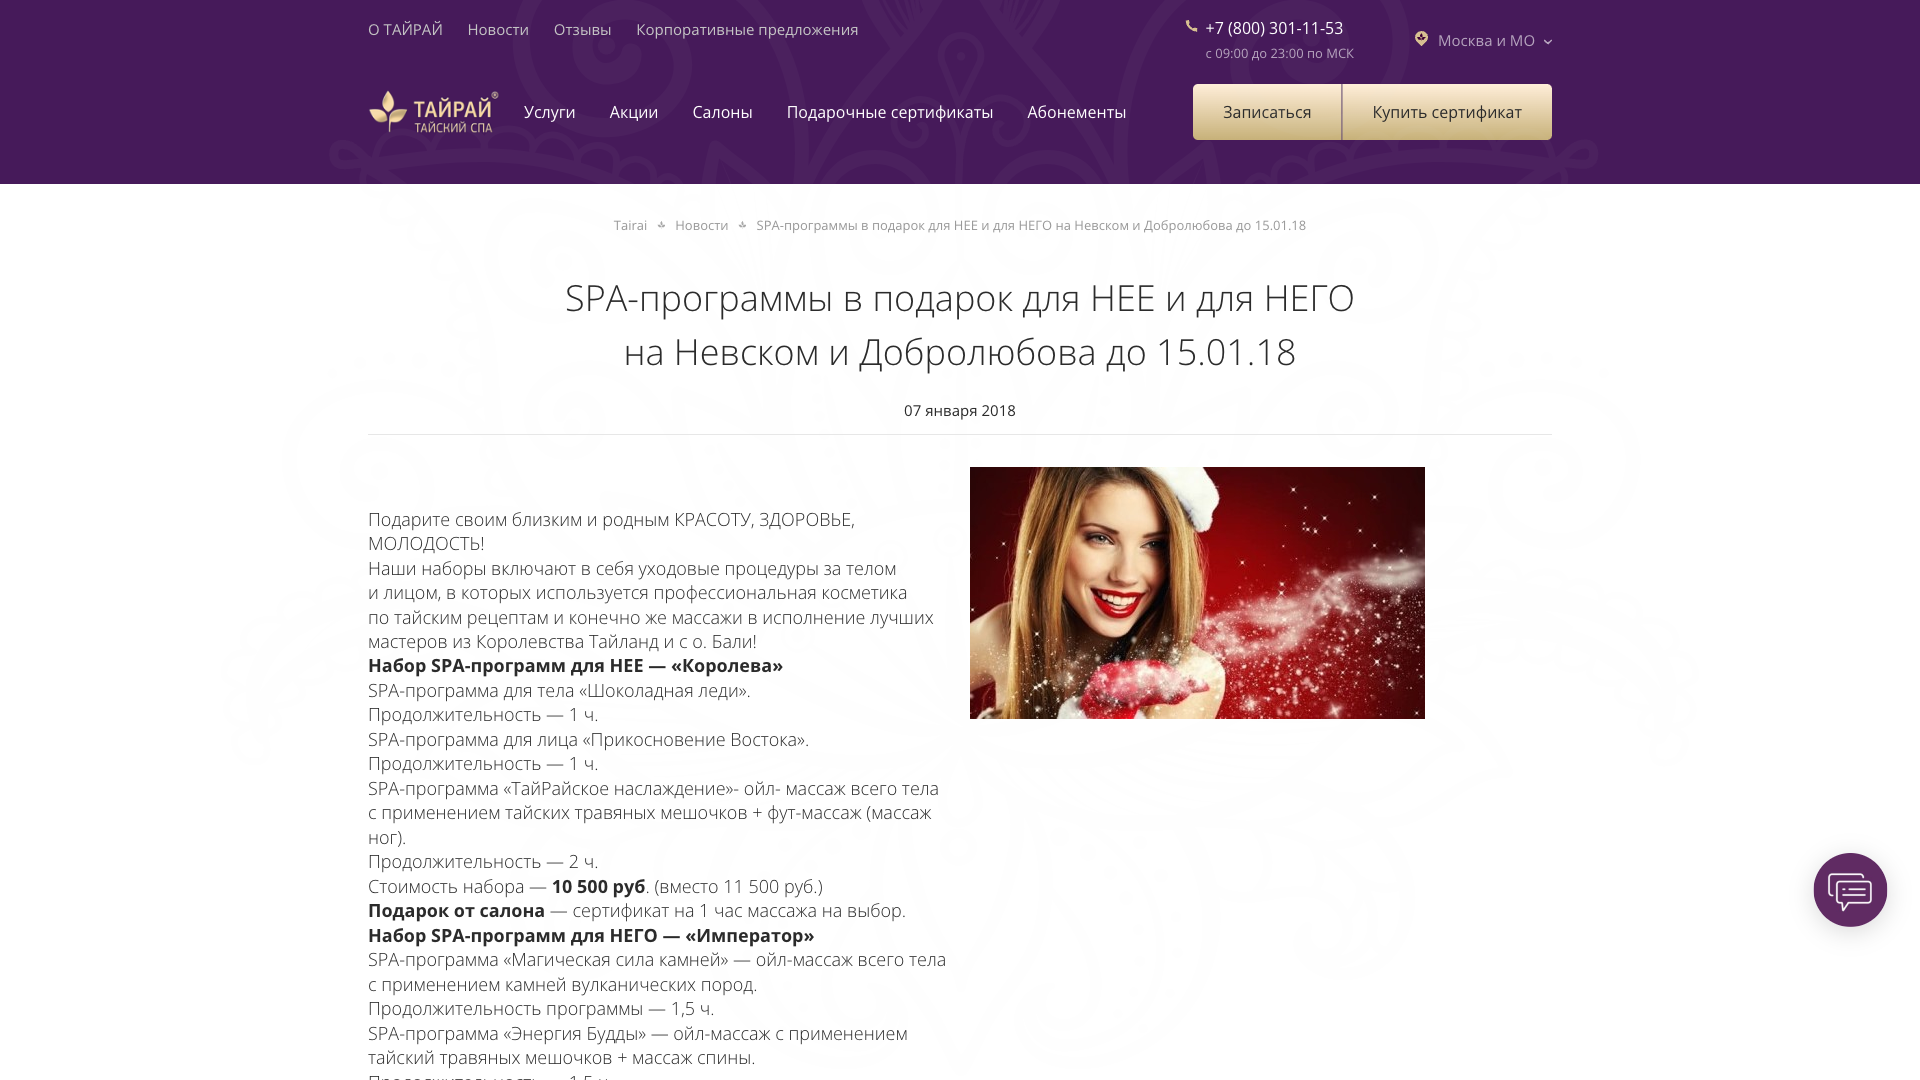 О ТАЙРАЙ Новости Отзывы Корпоративные предложения
+7 (800) 301-11-53
с 09:00 до 23:00 по МСК
Москва и МО
ТАЙРАЙ®
ТАЙСКИЙ СПА
Услуги Акции Салоны Подарочные сертификаты Абонементы
Записаться Купить сертификат
Tairai Новости SPA-программы в подарок для НЕЕ и для НЕГО на Невском и Добролюбова до 15.01.18
SPA-программы в подарок для НЕЕ и для НЕГО
на Невском и Добролюбова до 15.01.18
07 января 2018
Подарите своим близким и родным КРАСОТУ, ЗДОРОВЬЕ,
МОЛОДОСТЬ!
Наши наборы включают в себя уходовые процедуры за телом
и лицом, в которых используется профессиональная косметика
по тайским рецептам и конечно же массажи в исполнение лучших
мастеров из Королевства Тайланд и с о. Бали!
Набор SPA-программ для НЕЕ — «Королева»
SPA-программа для тела «Шоколадная леди».
Продолжительность — 1 ч.
SPA-программа для лица «Прикосновение Востока».
Продолжительность — 1 ч.
SPA-программа «ТайРайское наслаждение»- ойл- массаж всего тела
с применением тайских травяных мешочков + фут-массаж (массаж
ног).
Продолжительность — 2 ч.
Стоимость набора — 10 500 руб. (вместо 11 500 руб.)
Подарок от салона — сертификат на 1 час массажа на выбор.
Набор SPA-программ для НЕГО — «Император»
SPA-программа «Магическая сила камней» — ойл-массаж всего тела
с применением камней вулканических пород.
Продолжительность программы — 1,5 ч.
SPA-программа «Энергия Будды» — ойл-массаж с применением
тайский травяных мешочков + массаж спины.
Продолжительность — 1,5 ч.